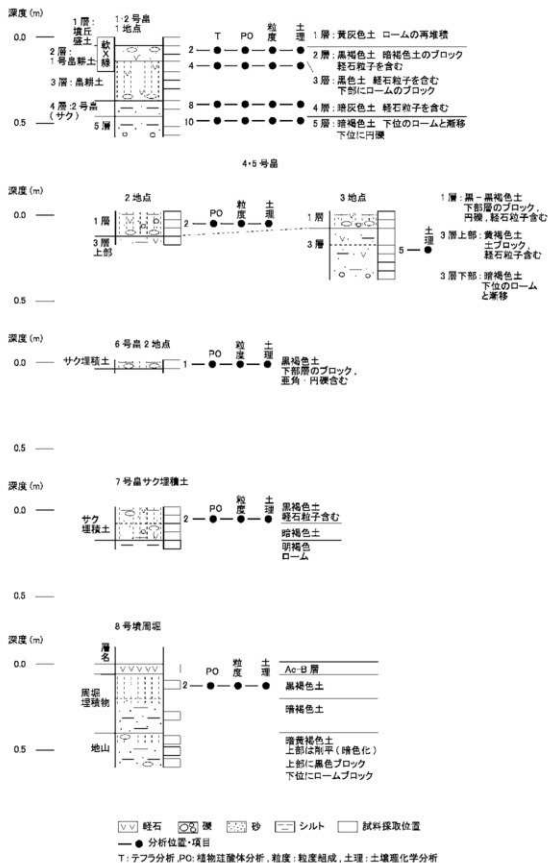 深度(m)
1・2号畠
1地点
1層:墳丘
盛土
2層:
1号畠耕土
3層:畠耕土
4層:2号畠
(サク)
5層
0.0
0.5
T PO 粒度 土理
2
4
8
10
1層:黄灰色土 ロームの再堆積
2層:黒褐色土 暗褐色土のブロック
軽石粒子を含む
3層:黒色土 軽石粒子を含む
下部にロームのブロック
4層:暗灰色土 軽石粒子を含む
5層:暗褐色土 下位のロームと漸移
下位に円礫
4・5号畠
深度(m)
0.0
0.5
2地点
1層
3層
上部
PO 粒度 土理
2
3地点
1層
3層
土理
5
1層:黒-黒褐色土
下部層のブロック,
円礫,軽石粒子含む
3層上部:黄褐色土
土ブロック,
軽石粒子含む
3層下部:暗褐色土
下位のローム
と漸移
深度(m)
0.0
0.5
6号畠2地点
サク埋積土
PO 粒度 土理
1
黒褐色土
下部層のブロック,
亜角・円礫含む
深度(m)
0.0
0.5
7号畠サク埋積土
サク
埋積土
PO 粒度 土理
2
黒褐色土
軽石粒子含む
暗褐色土
明褐色
ローム
深度(m)
0.0
0.5
8号墳周堀
層名
周堀
埋積物
地山
PO 粒度 土理
2
As-B層
黒褐色土
暗褐色土
暗黄褐色土
上部は削平(暗色化)
上部に黒色ブロック
下位にロームブロック
軽石 礫 砂 シルト 試料採取位置
分析位置・項目
T:テフラ分析,PO:植物珪酸体分析,粒度:粒度組成,土理:土壌理化学分析